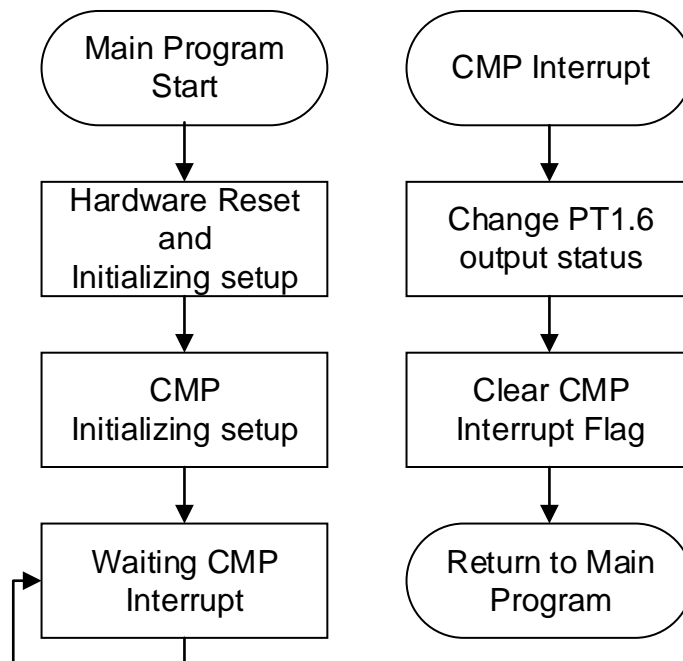 Main Program
Start
Hardware Reset
and
Initializing setup
CMP
Initializing setup
Waiting CMP
Interrupt
CMP Interrupt
Change PT1.6
output status
Clear CMP
Interrupt Flag
Return to Main
Program